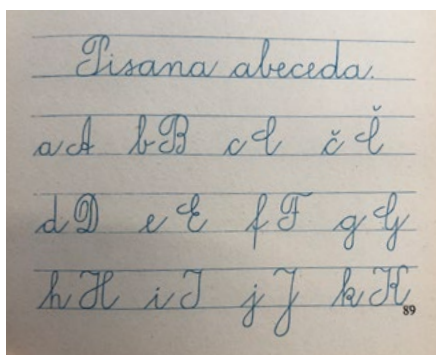 Pisana abeceda.
a A b B c C č Č
d D e E f F g G
h H i I j J k K
89